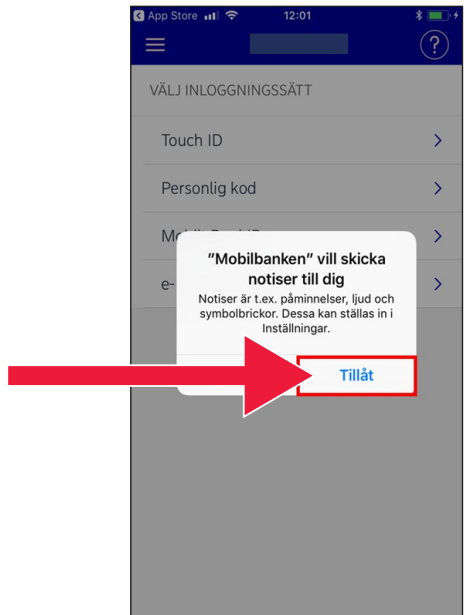 App Store 12:01
?
VÄLJ INLOGGNINGSSÄTT
Touch ID
Personlig kod
"Mobilbanken" vill skicka
notiser till dig
Notiser är t.ex. påminnelser, ljud och
symbolbrickor. Dessa kan ställas in i
Inställningar.
e-
Tillåt